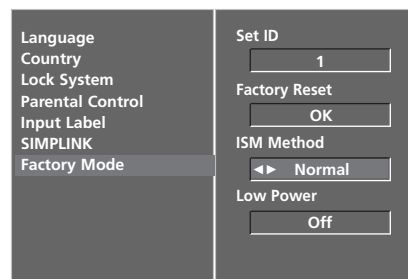 Language
Country
Lock System
Parental Control
Input Label
SIMPLINK
Factory Mode
Set ID
1
Factory Reset
OK
ISM Method
◄► Normal
Low Power
Off